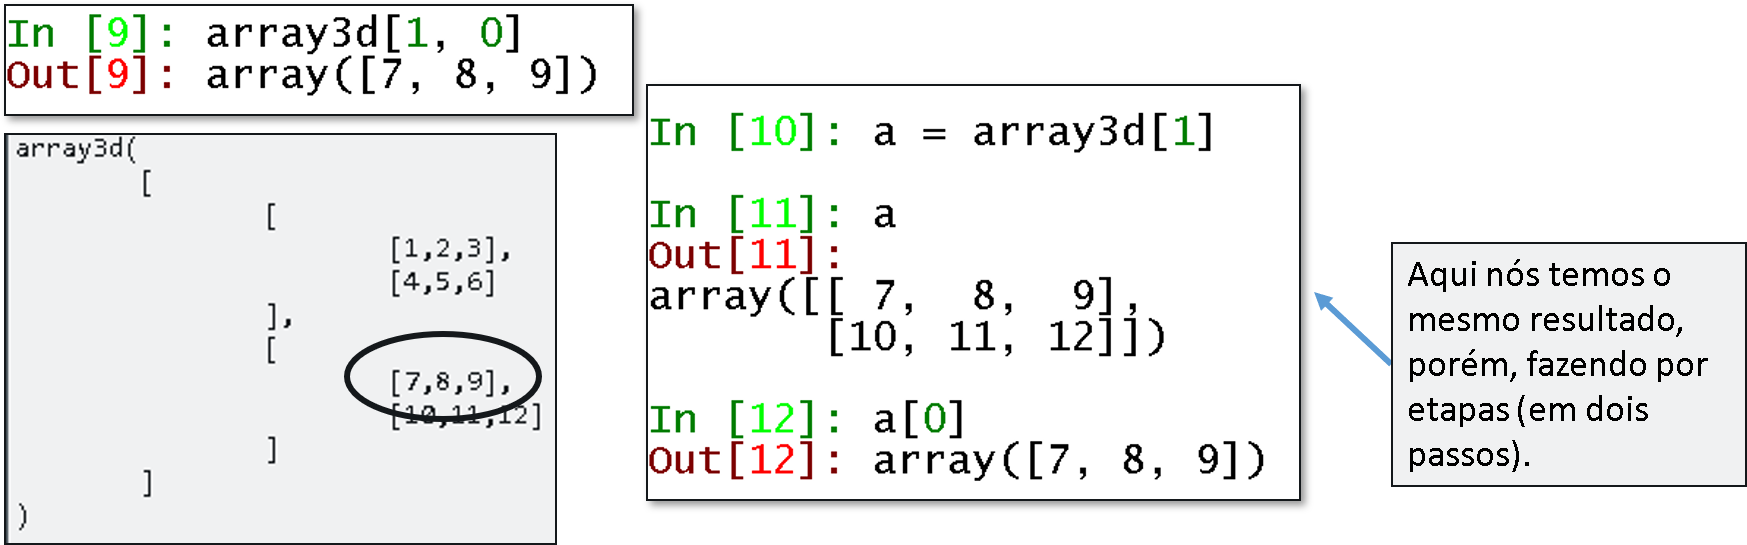 In [9]: array3d[1, 0]
Out[9]: array([7, 8, 9])
array3d(
[
[
[1,2,3],
[4,5,6]
],
[
[7,8,9],
[10,11,12]
]
]
)
In [10]: a = array3d[1]
In [11]: a
Out[11]:
array([[ 7,  8,  9],
[10, 11, 12]])
In [12]: a[0]
Out[12]: array([7, 8, 9])
Aqui nós temos o
mesmo resultado,
porém, fazendo por
etapas (em dois
passos).